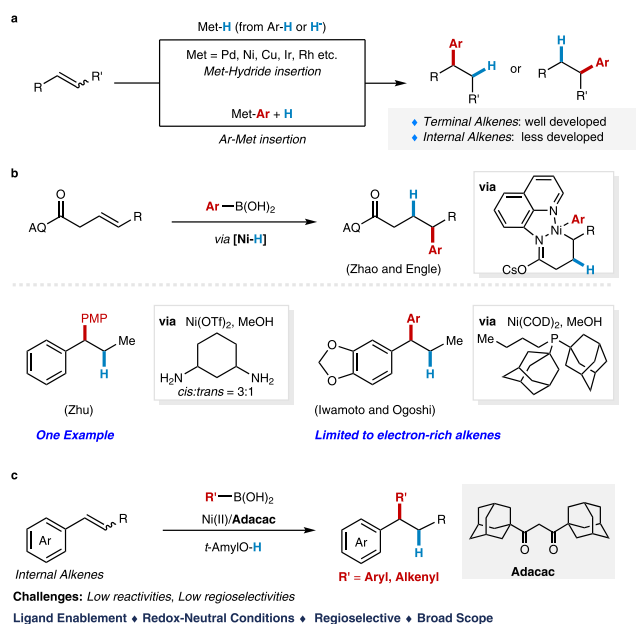 a
Met-H (from Ar-H or H-)
Met = Pd, Ni, Cu, Ir, Rh etc.
Met-Hydride insertion
Met-Ar + H
Ar-Met insertion
R
R'
Ar
H
R
R'
or
H
Ar
R
R'
♦ Terminal Alkenes: well developed
♦ Internal Alkenes: less developed
b
O
AQ
R
Ar—B(OH)2
via [Ni-H]
O
H
AQ
R
Ar
(Zhao and Engle)
via
N
Ar
Ni
R
N
CsO
H
PMP
Me
H
(Zhu)
One Example
via Ni(OTf)2, MeOH
H2N
NH2
cis:trans = 3:1
Ar
O
O
Me
H
(Iwamoto and Ogoshi)
Limited to electron-rich alkenes
via Ni(COD)2, MeOH
Me
P
c
Ar
R
Internal Alkenes
R'—B(OH)2
Ni(II)/Adacac
t-AmylO-H
R'
Ar
R
H
R' = Aryl, Alkenyl
O
O
Adacac
Challenges: Low reactivities, Low regioselectivities
Ligand Enablement ♦ Redox-Neutral Conditions ♦ Regioselective ♦ Broad Scope